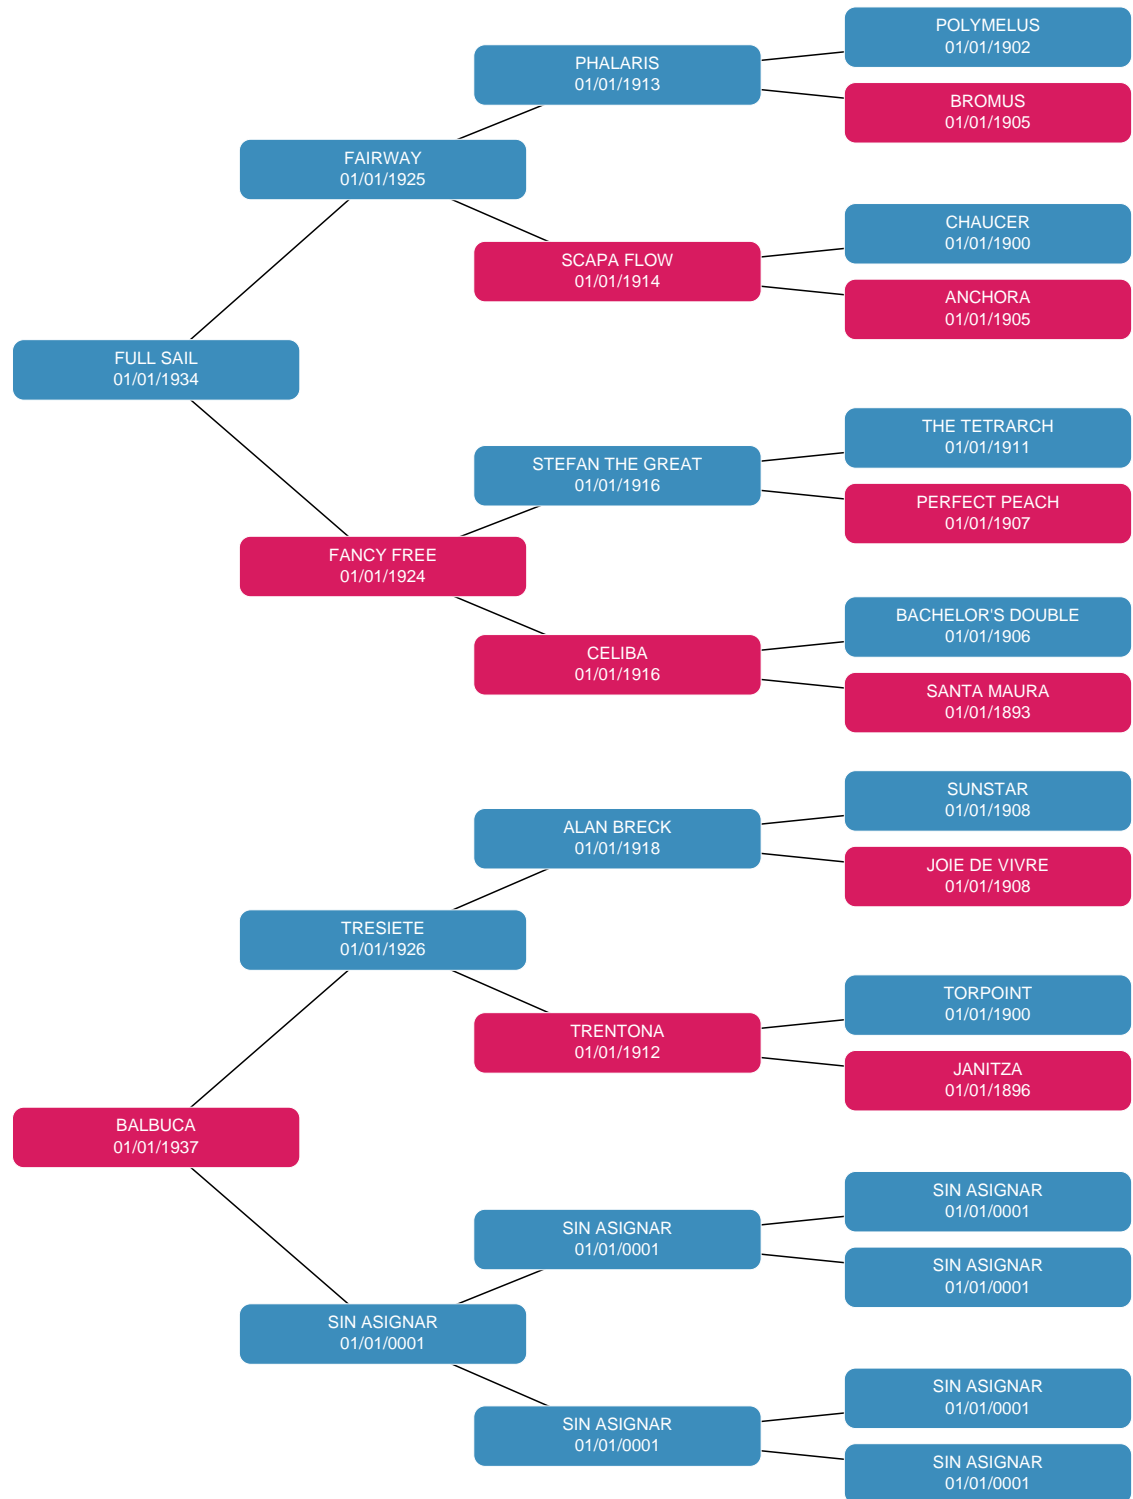 POLYMELUS
01/01/1902
PHALARIS
01/01/1913
BROMUS
01/01/1905
FAIRWAY
01/01/1925
CHAUCER
01/01/1900
SCAPA FLOW
01/01/1914
ANCHORA
01/01/1905
FULL SAIL
01/01/1934
THE TETRARCH
01/01/1911
STEFAN THE GREAT
01/01/1916
PERFECT PEACH
01/01/1907
FANCY FREE
01/01/1924
BACHELOR'S DOUBLE
01/01/1906
CELIBA
01/01/1916
SANTA MAURA
01/01/1893
SUNSTAR
01/01/1908
ALAN BRECK
01/01/1918
JOIE DE VIVRE
01/01/1908
TRESIETE
01/01/1926
TORPOINT
01/01/1900
TRENTONA
01/01/1912
JANITZA
01/01/1896
BALBUCA
01/01/1937
SIN ASIGNAR
01/01/0001
SIN ASIGNAR
01/01/0001
SIN ASIGNAR
01/01/0001
SIN ASIGNAR
01/01/0001
SIN ASIGNAR
01/01/0001
SIN ASIGNAR
01/01/0001
SIN ASIGNAR
01/01/0001